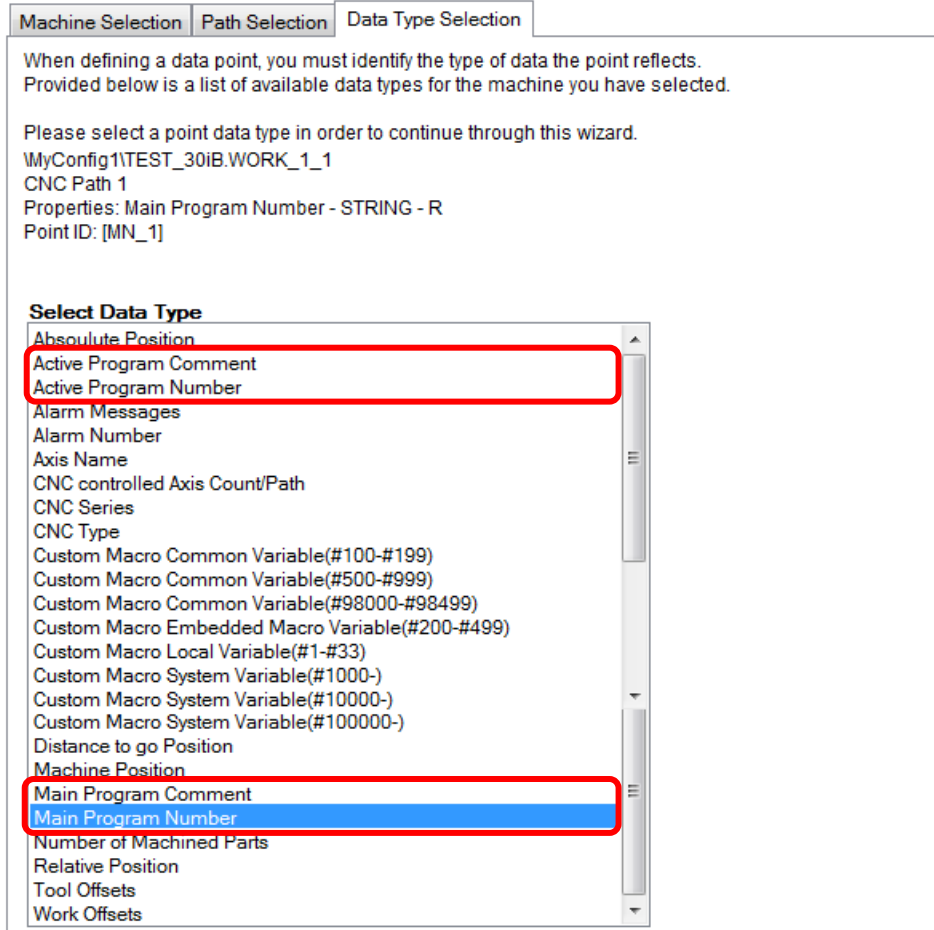 Machine Selection Path Selection Data Type Selection
When defining a data point, you must identify the type of data the point reflects.
Provided below is a list of available data types for the machine you have selected.
Please select a point data type in order to continue through this wizard.
\MyConfig1\TEST_30iB.WORK_1_1
CNC Path 1
Properties: Main Program Number - STRING - R
Point ID: [MN_1]
Select Data Type
Absoulute Position
Active Program Comment
Active Program Number
Alarm Messages
Alarm Number
Axis Name
CNC controlled Axis Count/Path
CNC Series
CNC Type
Custom Macro Common Variable(#100-#199)
Custom Macro Common Variable(#500-#999)
Custom Macro Common Variable(#98000-#98499)
Custom Macro Embedded Macro Variable(#200-#499)
Custom Macro Local Variable(#1-#33)
Custom Macro System Variable(#1000-)
Custom Macro System Variable(#10000-)
Custom Macro System Variable(#100000-)
Distance to go Position
Machine Position
Main Program Comment
Main Program Number
Number of Machined Parts
Relative Position
Tool Offsets
Work Offsets